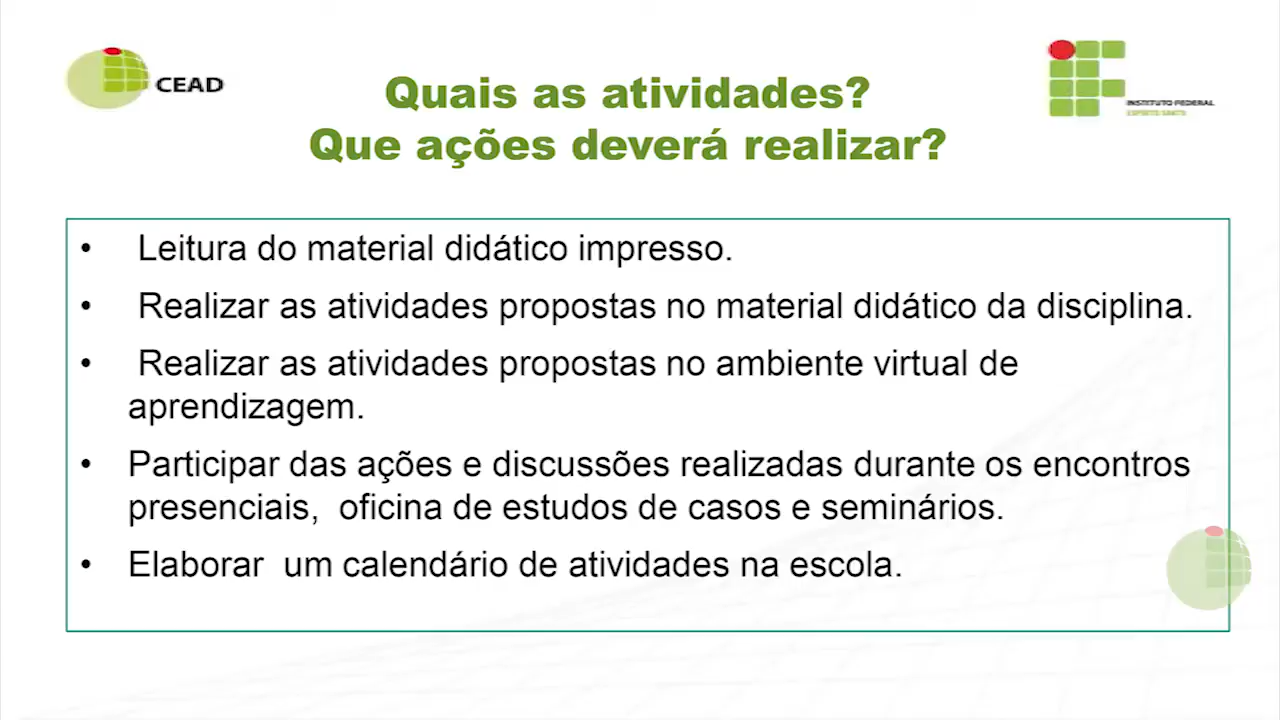 CEAD
Quais as atividades?
Que ações deverá realizar?
INSTITUTO FEDERAL
ESPÍRITO SANTO
• Leitura do material didático impresso.
• Realizar as atividades propostas no material didático da disciplina.
• Realizar as atividades propostas no ambiente virtual de
aprendizagem.
• Participar das ações e discussões realizadas durante os encontros
presenciais, oficina de estudos de casos e seminários.
• Elaborar um calendário de atividades na escola.